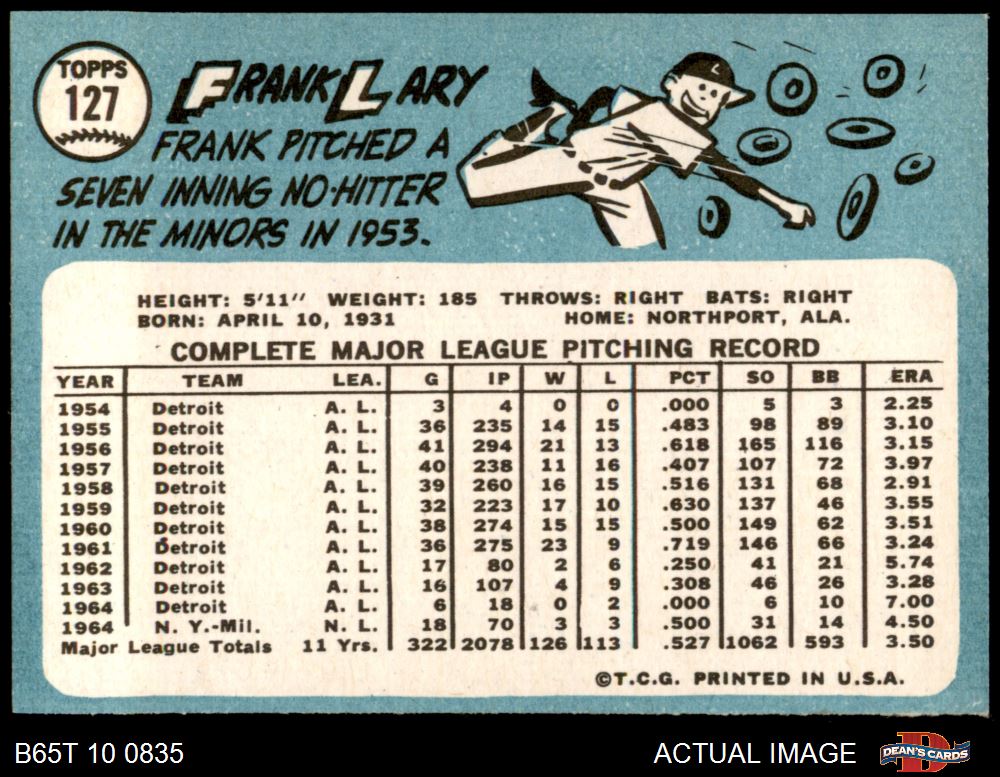 TOPPS
127
FRANK LARY
FRANK PITCHED A
SEVEN INNING NO-HITTER
IN THE MINORS IN 1953.
L
HEIGHT: 5'11" WEIGHT: 185 THROWS: RIGHT BATS: RIGHT
BORN: APRIL 10, 1931 HOME: NORTHPORT, ALA.
COMPLETE MAJOR LEAGUE PITCHING RECORD
YEAR TEAM LEA. G IP W L PCT SO BB ERA
1954 Detroit A. L. 3 4 0 0 .000 5 3 2.25
1955 Detroit A. L. 36 235 14 15 .483 98 89 3.10
1956 Detroit A. L. 41 294 21 13 .618 165 116 3.15
1957 Detroit A. L. 40 238 11 16 .407 107 72 3.97
1958 Detroit A. L. 39 260 16 15 .516 131 68 2.91
1959 Detroit A. L. 32 223 17 10 .630 137 46 3.55
1960 Detroit A. L. 38 274 15 15 .500 149 62 3.51
1961 Detroit A. L. 36 275 23 9 .719 146 66 3.24
1962 Detroit A. L. 17 80 2 6 .250 41 21 5.74
1963 Detroit A. L. 16 107 4 9 .308 46 26 3.28
1964 Detroit A. L. 6 18 0 2 .000 6 10 7.00
1964 N. Y.-Mil. N. L. 18 70 3 3 .500 31 14 4.50
Major League Totals 11 Yrs. 322 2078 126 113 .527 1062 593 3.50
©T.C.G. PRINTED IN U.S.A.
B65T 10 0835 ACTUAL IMAGE DEAN'S CARDS